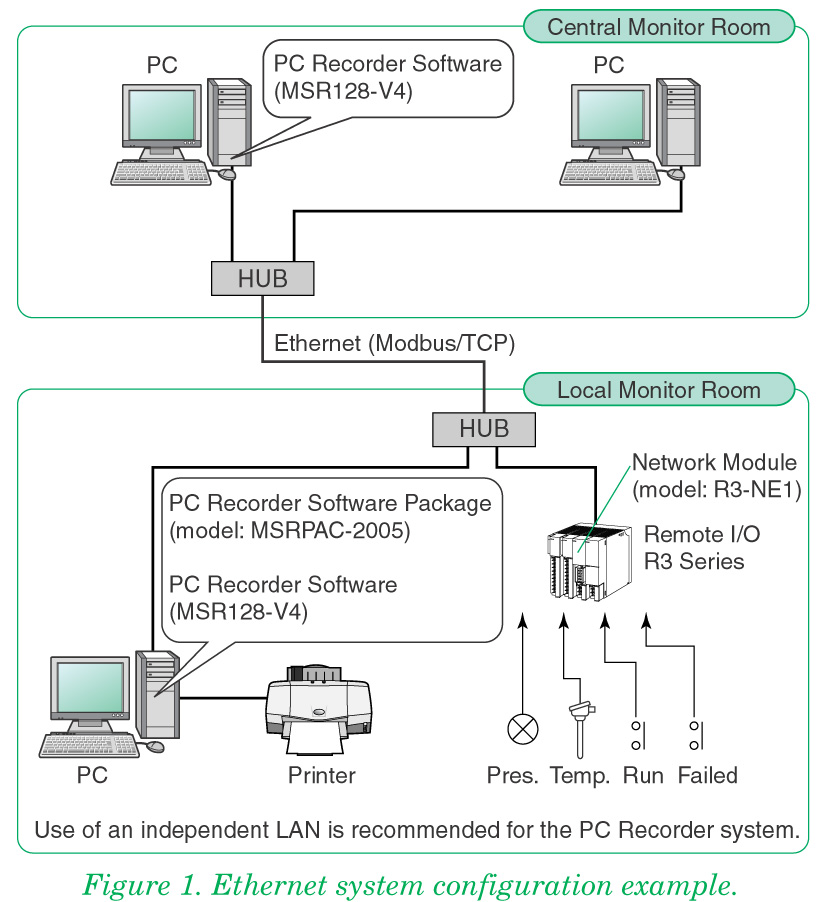 Central Monitor Room
PC
PC Recorder Software
(MSR128-V4)
PC
HUB
Ethernet (Modbus/TCP)
Local Monitor Room
HUB
Network Module
(model: R3-NE1)
Remote I/O
R3 Series
PC Recorder Software Package
(model: MSRPAC-2005)
PC Recorder Software
(MSR128-V4)
PC
Printer
Pres.
Temp.
Run
Failed
Use of an independent LAN is recommended for the PC Recorder system.
Figure 1. Ethernet system configuration example.